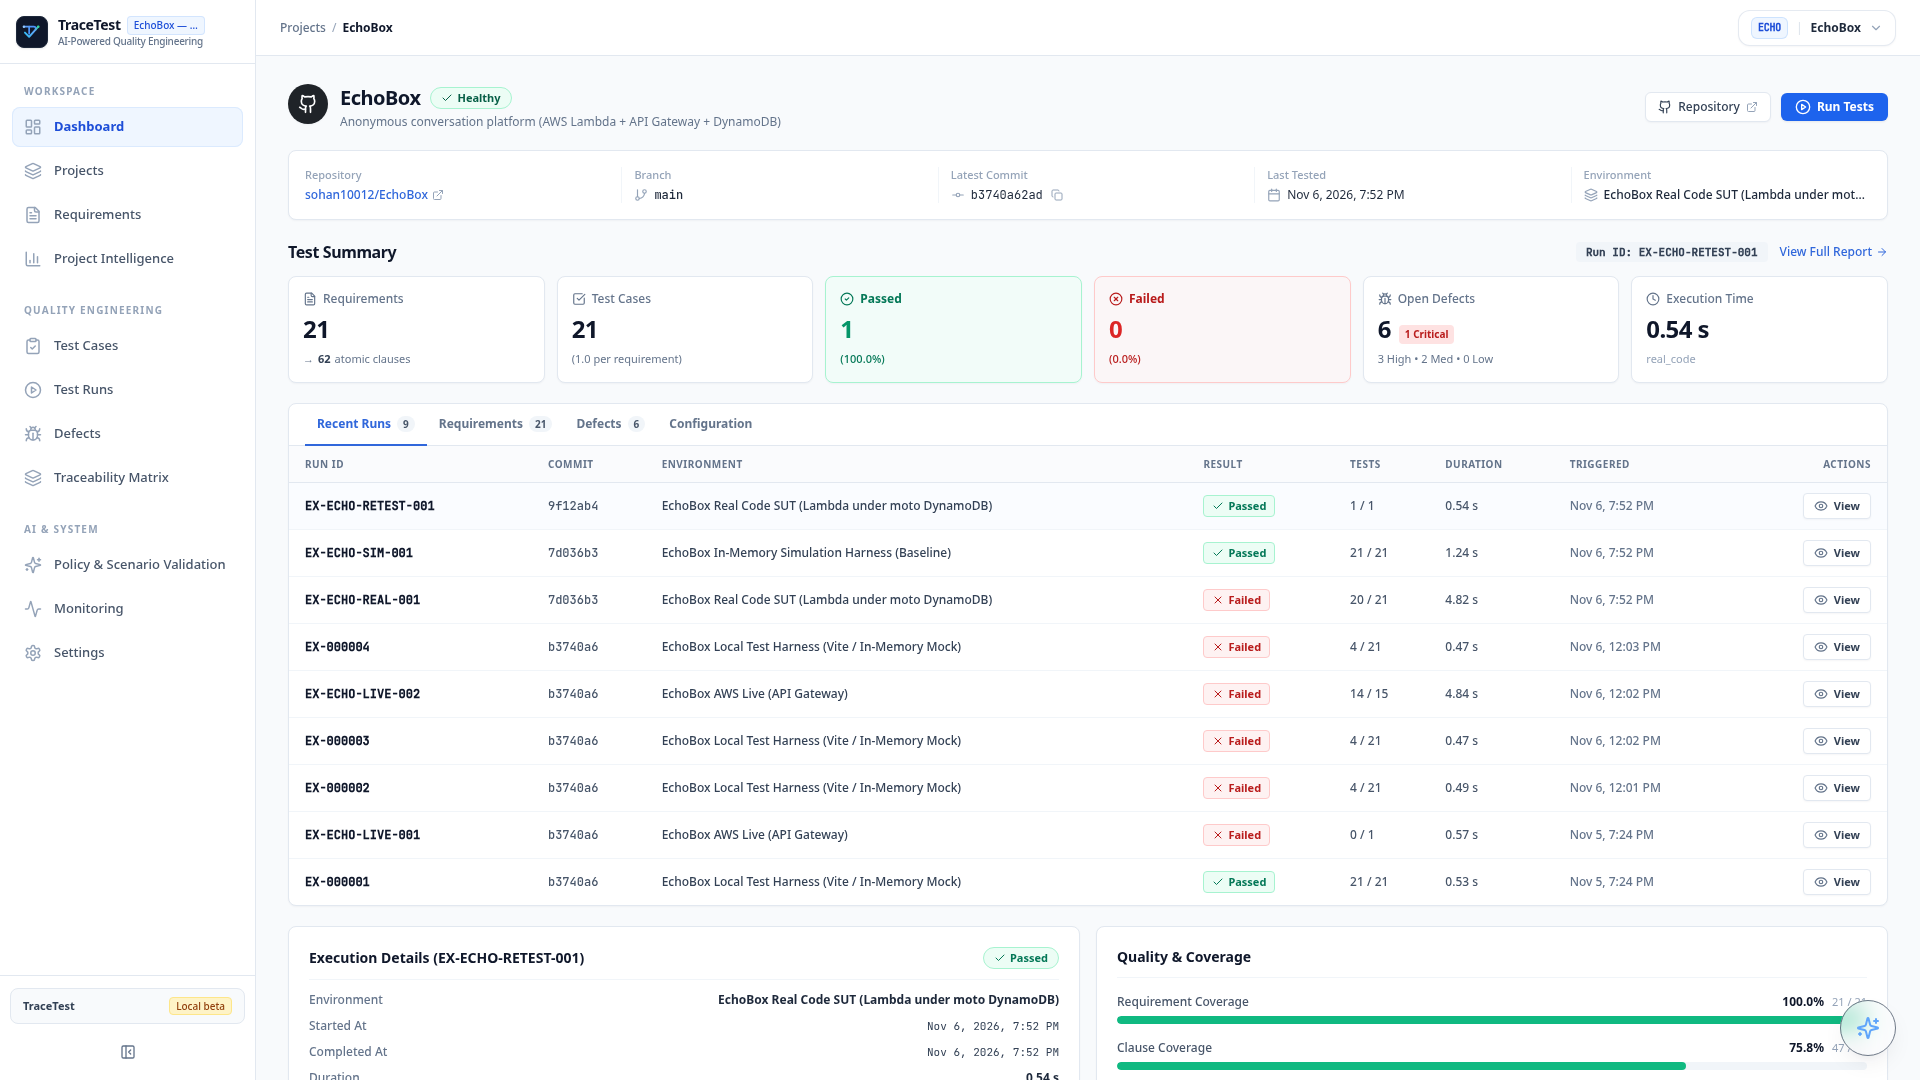 TraceTest EchoBox — ...
AI-Powered Quality Engineering
WORKSPACE
Dashboard
Projects
Requirements
Project Intelligence
QUALITY ENGINEERING
Test Cases
Test Runs
Defects
Traceability Matrix
AI & SYSTEM
Policy & Scenario Validation
Monitoring
Settings
TraceTest Local beta
Projects / EchoBox
ECHO EchoBox
EchoBox Healthy
Anonymous conversation platform (AWS Lambda + API Gateway + DynamoDB)
Repository Run Tests
Repository Branch Latest Commit Last Tested Environment
sohan10012/EchoBox main b3740a62ad Nov 6, 2026, 7:52 PM EchoBox Real Code SUT (Lambda under mot...
Test Summary Run ID: EX-ECHO-RETEST-001 View Full Report →
Requirements Test Cases Passed Failed Open Defects Execution Time
21 21 1 0 6 1 Critical 0.54 s
→ 62 atomic clauses (1.0 per requirement) (100.0%) (0.0%) 3 High • 2 Med • 0 Low real_code
Recent Runs 9 Requirements 21 Defects 6 Configuration
RUN ID COMMIT ENVIRONMENT RESULT TESTS DURATION TRIGGERED ACTIONS
EX-ECHO-RETEST-001 9f12ab4 EchoBox Real Code SUT (Lambda under moto DynamoDB) Passed 1 / 1 0.54 s Nov 6, 7:52 PM View
EX-ECHO-SIM-001 7d036b3 EchoBox In-Memory Simulation Harness (Baseline) Passed 21 / 21 1.24 s Nov 6, 7:52 PM View
EX-ECHO-REAL-001 7d036b3 EchoBox Real Code SUT (Lambda under moto DynamoDB) Failed 20 / 21 4.82 s Nov 6, 7:52 PM View
EX-000004 b3740a6 EchoBox Local Test Harness (Vite / In-Memory Mock) Failed 4 / 21 0.47 s Nov 6, 12:03 PM View
EX-ECHO-LIVE-002 b3740a6 EchoBox AWS Live (API Gateway) Failed 14 / 15 4.84 s Nov 6, 12:02 PM View
EX-000003 b3740a6 EchoBox Local Test Harness (Vite / In-Memory Mock) Failed 4 / 21 0.47 s Nov 6, 12:02 PM View
EX-000002 b3740a6 EchoBox Local Test Harness (Vite / In-Memory Mock) Failed 4 / 21 0.49 s Nov 6, 12:01 PM View
EX-ECHO-LIVE-001 b3740a6 EchoBox AWS Live (API Gateway) Failed 0 / 1 0.57 s Nov 5, 7:24 PM View
EX-000001 b3740a6 EchoBox Local Test Harness (Vite / In-Memory Mock) Passed 21 / 21 0.53 s Nov 5, 7:24 PM View
Execution Details (EX-ECHO-RETEST-001) Passed
Environment EchoBox Real Code SUT (Lambda under moto DynamoDB)
Started At Nov 6, 2026, 7:52 PM
Completed At Nov 6, 2026, 7:52 PM
Duration 0.54 s
Quality & Coverage
Requirement Coverage 100.0% 21 /
Clause Coverage 75.8% 47